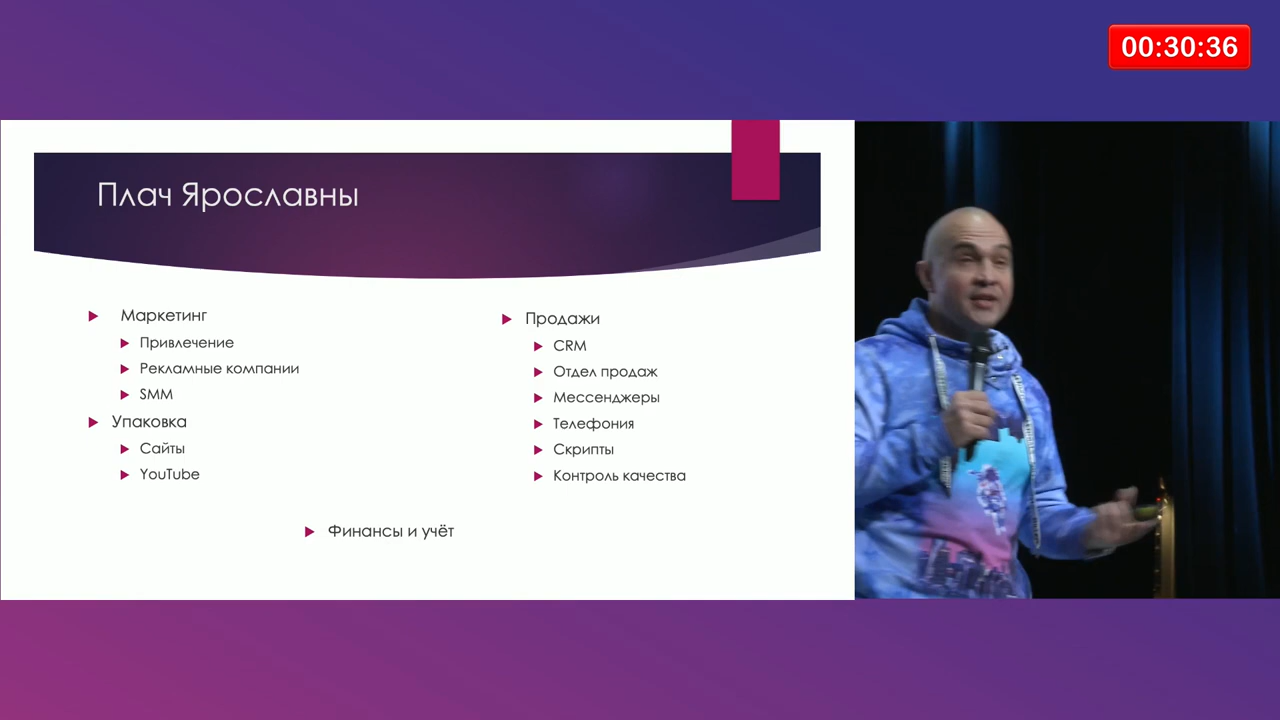 00:30:36
Плач Ярославны
Маркетинг
Привлечение
Рекламные компании
SMM
Упаковка
Сайты
YouTube
Продажи
CRM
Отдел продаж
Мессенджеры
Телефония
Скрипты
Контроль качества
Финансы и учёт